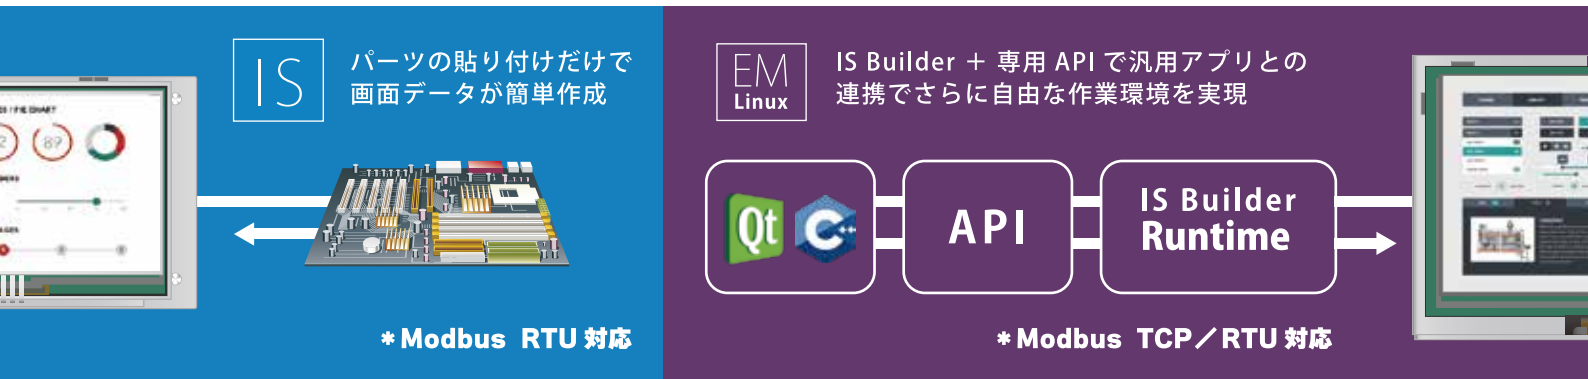 IS
パーツの貼り付けだけで
画面データが簡単作成
89
*Modbus RTU 対応
EM
Linux
IS Builder + 専用 API で汎用アプリとの
連携でさらに自由な作業環境を実現
Qt
C++
API
IS Builder
Runtime
*Modbus TCP/RTU 対応